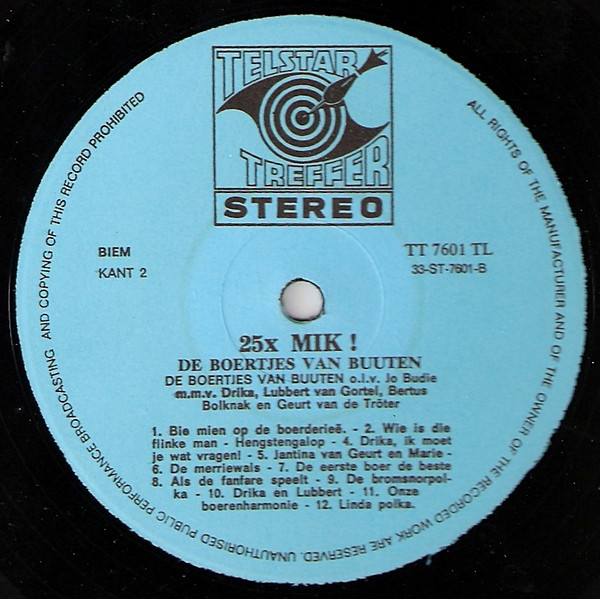 TELSTAR
TREFFER
STEREO
BIEM
KANT 2
TT 7601 TL
33-ST-7601-B
25x MIK !
DE BOERTJES VAN BUUTEN
DE BOERTJES VAN BUUTEN o.l.v. Jo Budie
m.m.v. Drika, Lubbert van Gortel, Bertus
Bolknak en Geurt van de Tröter
1. Bie mien op de boerderieë. - 2. Wie is die
flinke man - Hengstengalop - 4. Drika, ik moet
je wat vragen! - 5. Jantina van Geurt en Marie -
6. De merriewals - 7. De eerste boer de beste
8. Als de fanfare speelt - 9. De bromsnorpol-
ka - 10. Drika en Lubbert - 11. Onze
boerenharmonie - 12. Linda polka.
ALL RIGHTS OF THE MANUFACTURER AND OF THE OWNER OF THE RECORDED WORK ARE RESERVED. UNAUTHORISED PUBLIC PERFORMANCE BROADCASTING AND COPYING OF THIS RECORD PROHIBITED